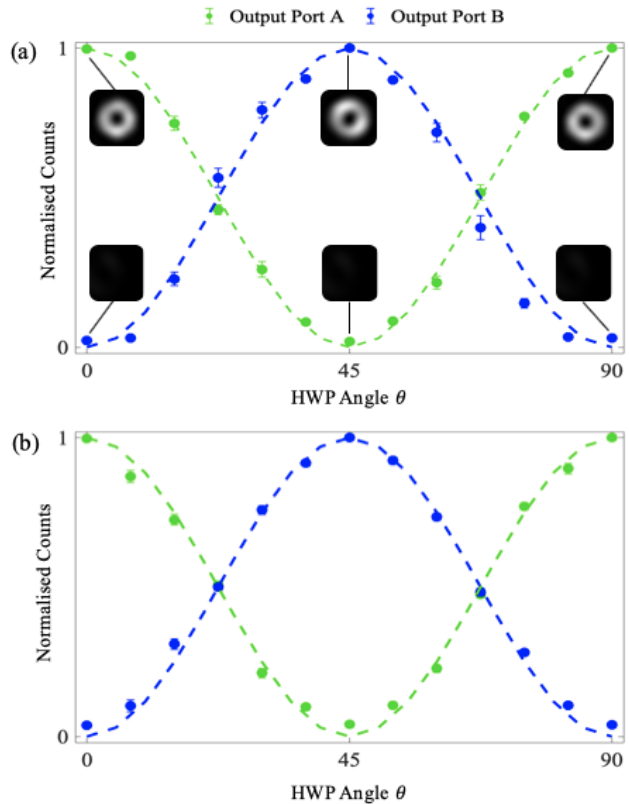 Output Port A Output Port B
(a)
1
Normalised Counts
0
0 45 90
HWP Angle θ
(b)
1
Normalised Counts
0
0 45 90
HWP Angle θ